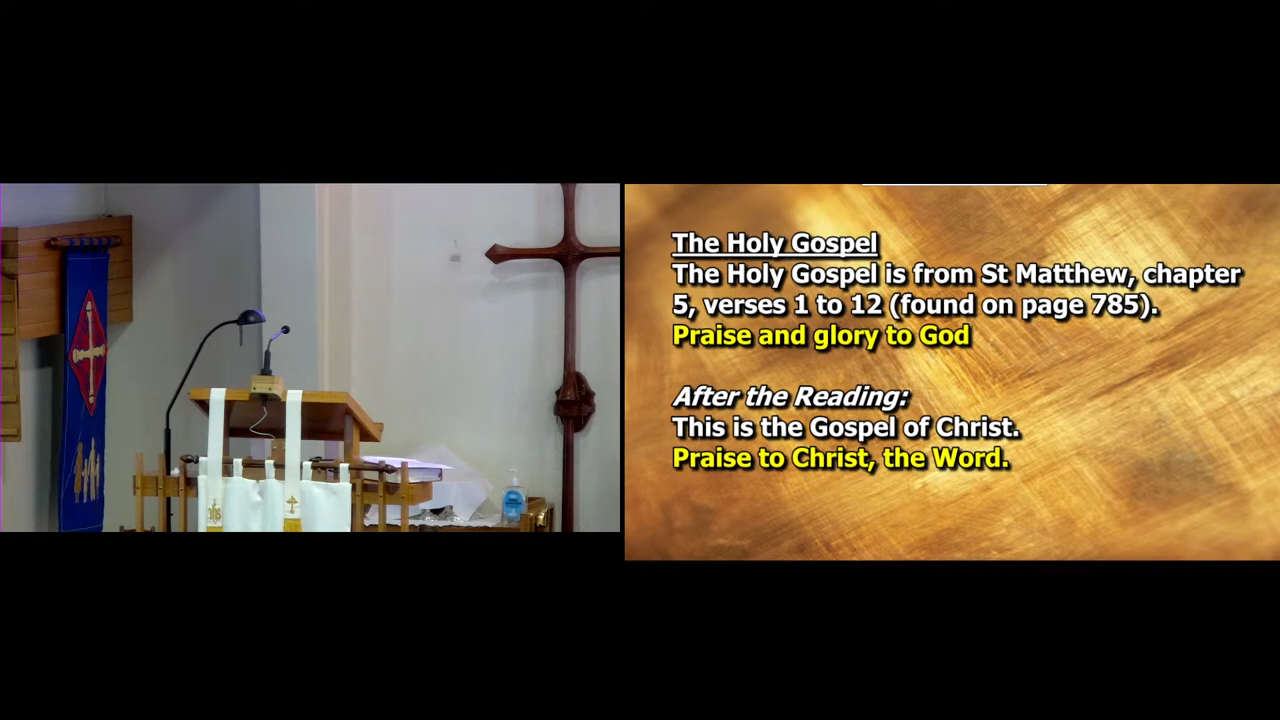 The Holy Gospel
The Holy Gospel is from St Matthew, chapter
5, verses 1 to 12 (found on page 785).
Praise and glory to God
After the Reading:
This is the Gospel of Christ.
Praise to Christ, the Word.